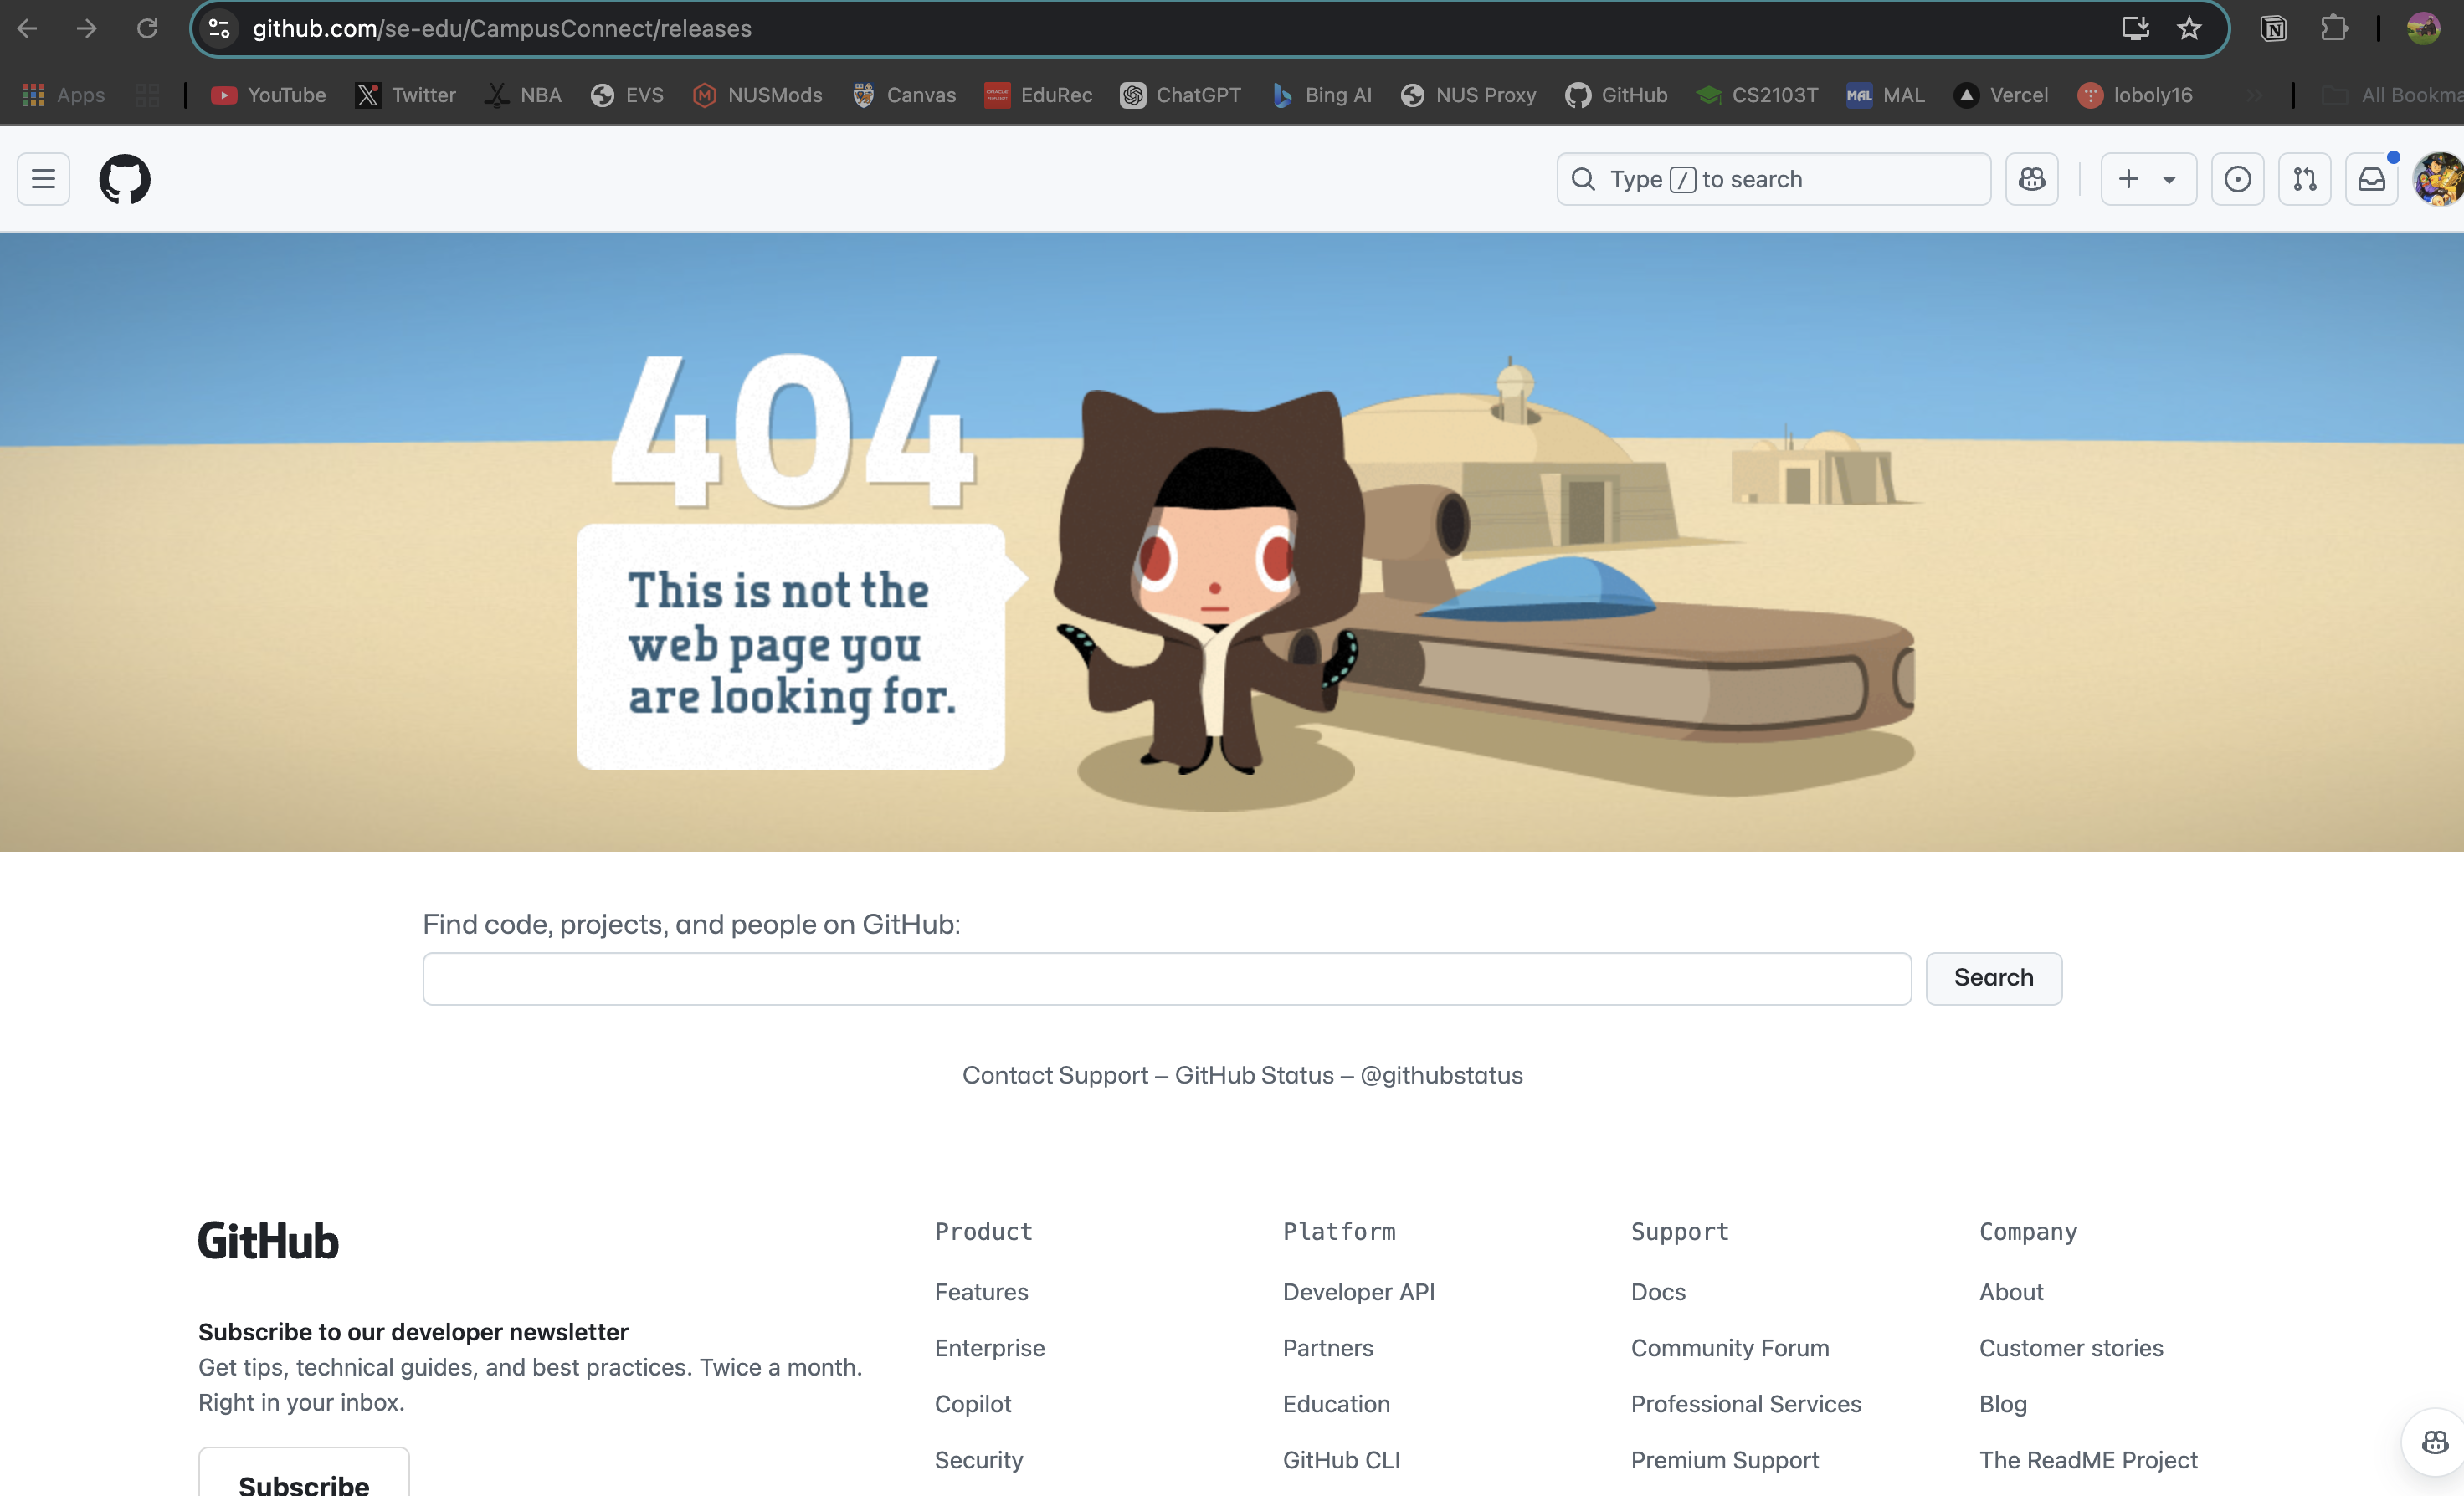 github.com/se-edu/CampusConnect/releases
Apps YouTube Twitter NBA EVS NUSMods Canvas EduRec ChatGPT Bing AI NUS Proxy GitHub CS2103T MAL MAL Vercel loboly16
Type / to search
404
This is not the
web page you
are looking for.
Find code, projects, and people on GitHub:
Search
Contact Support — GitHub Status — @githubstatus
GitHub
Subscribe to our developer newsletter
Get tips, technical guides, and best practices. Twice a month.
Right in your inbox.
Subscribe
Product
Features
Enterprise
Copilot
Security
Platform
Developer API
Partners
Education
GitHub CLI
Support
Docs
Community Forum
Professional Services
Premium Support
Company
About
Customer stories
Blog
The ReadME Project